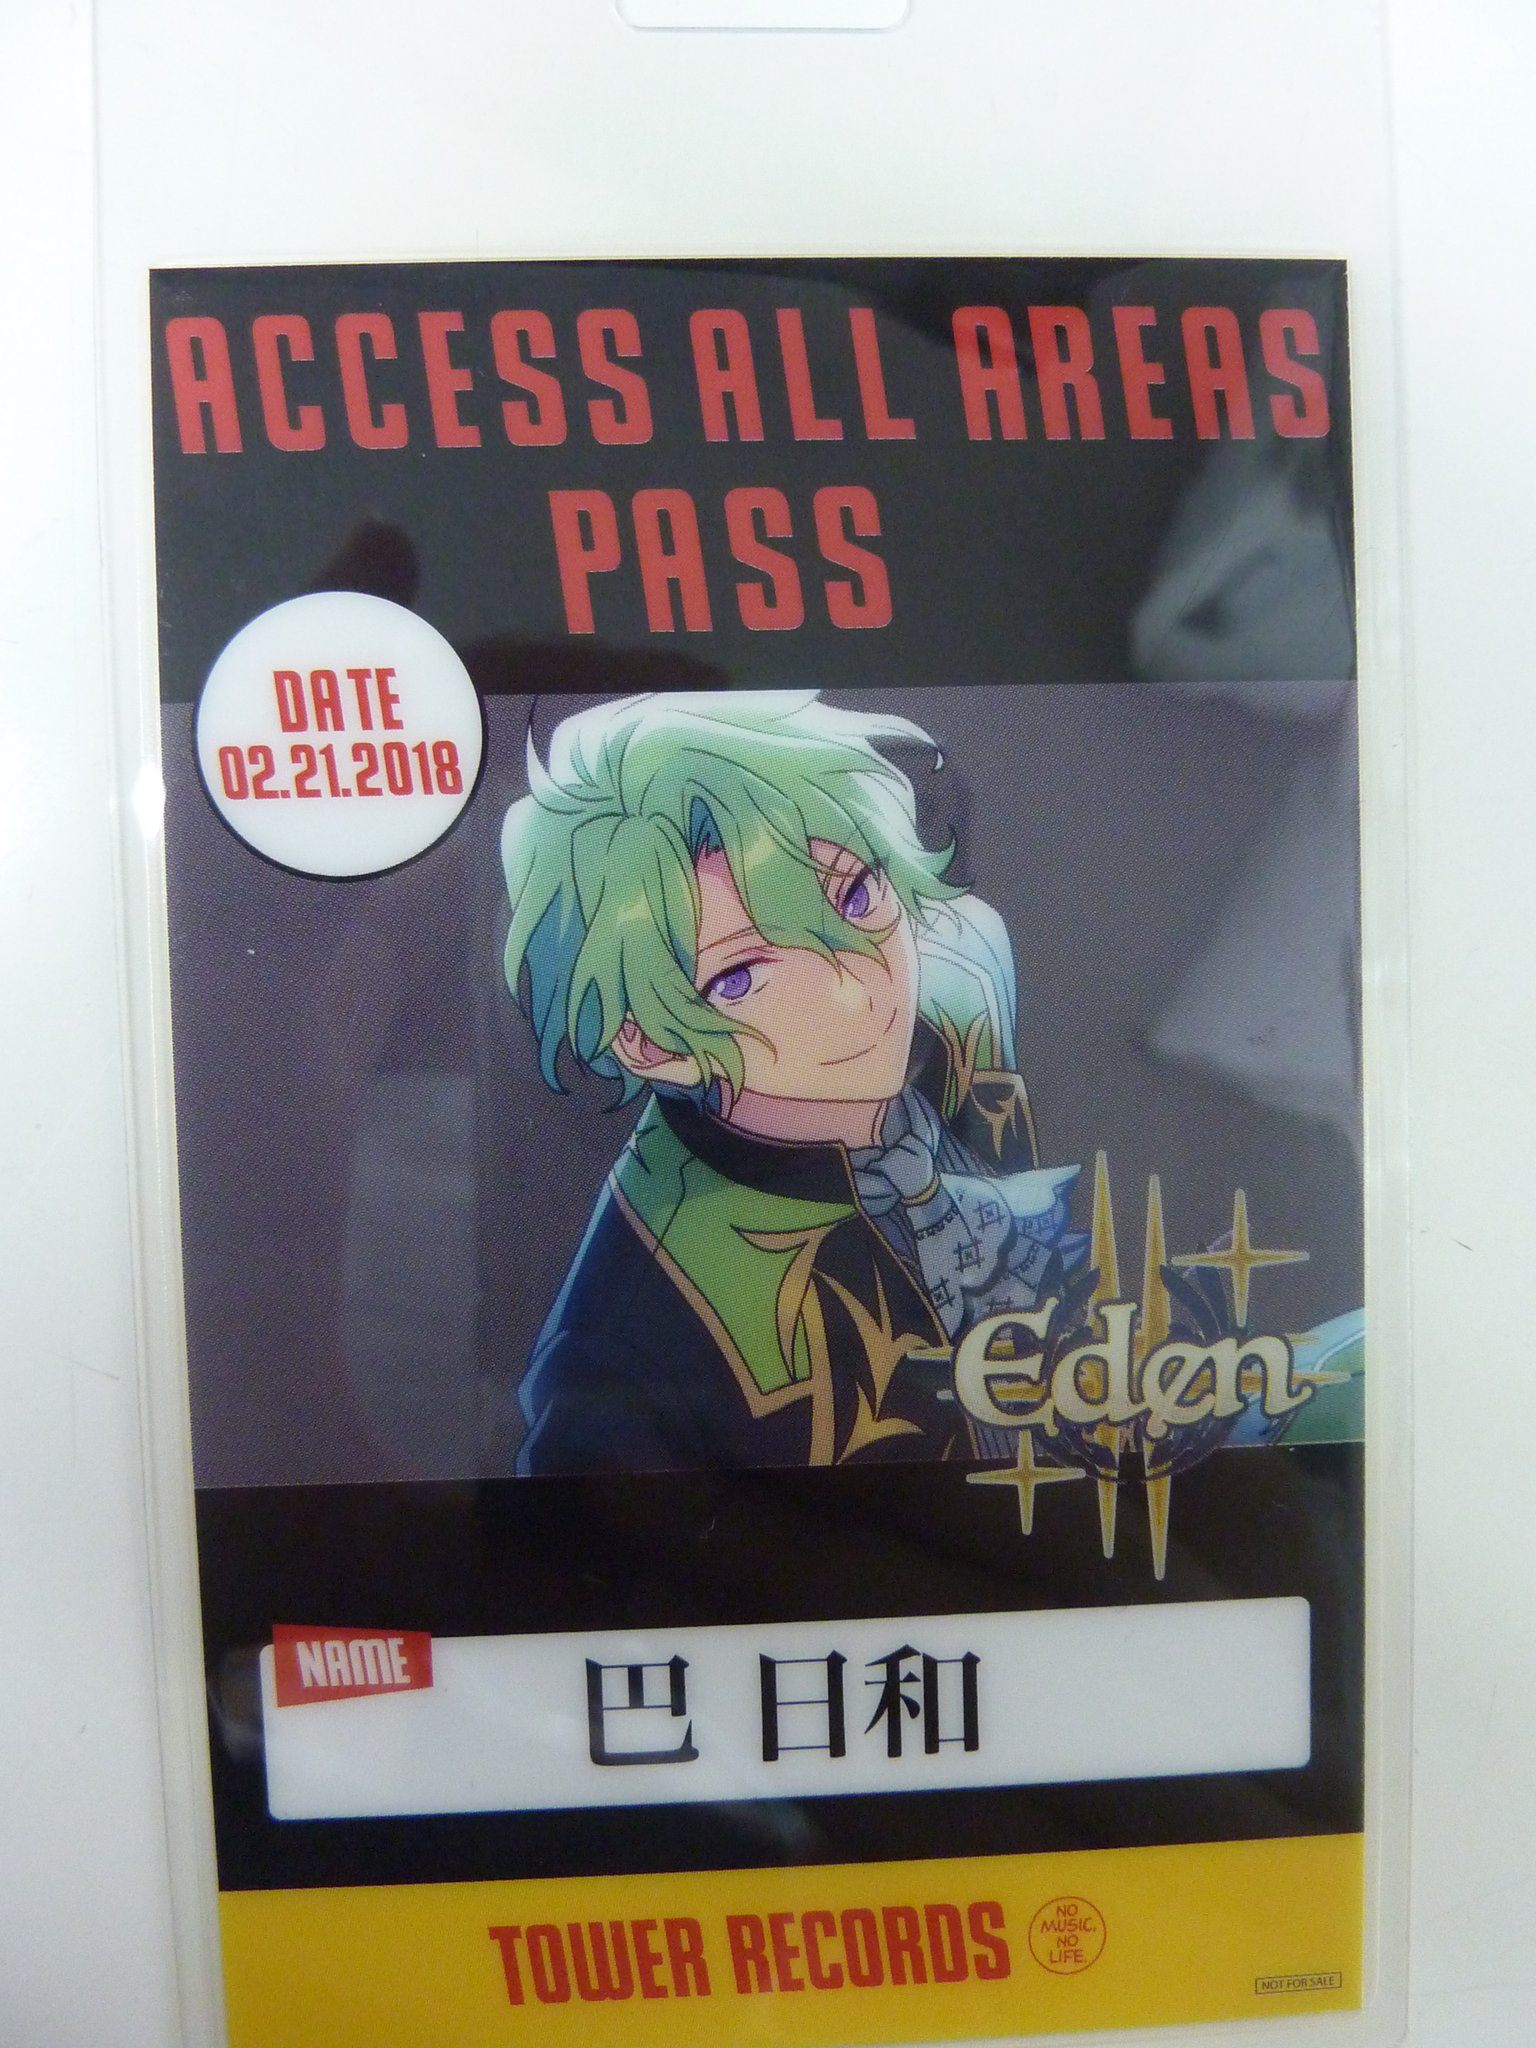 ACCESS ALL AREAS
PASS
DATE
02.21.2018
Eden
NAME
巴 日和
TOWER RECORDS
NO
MUSIC,
NO
LIFE.
NOT FOR SALE